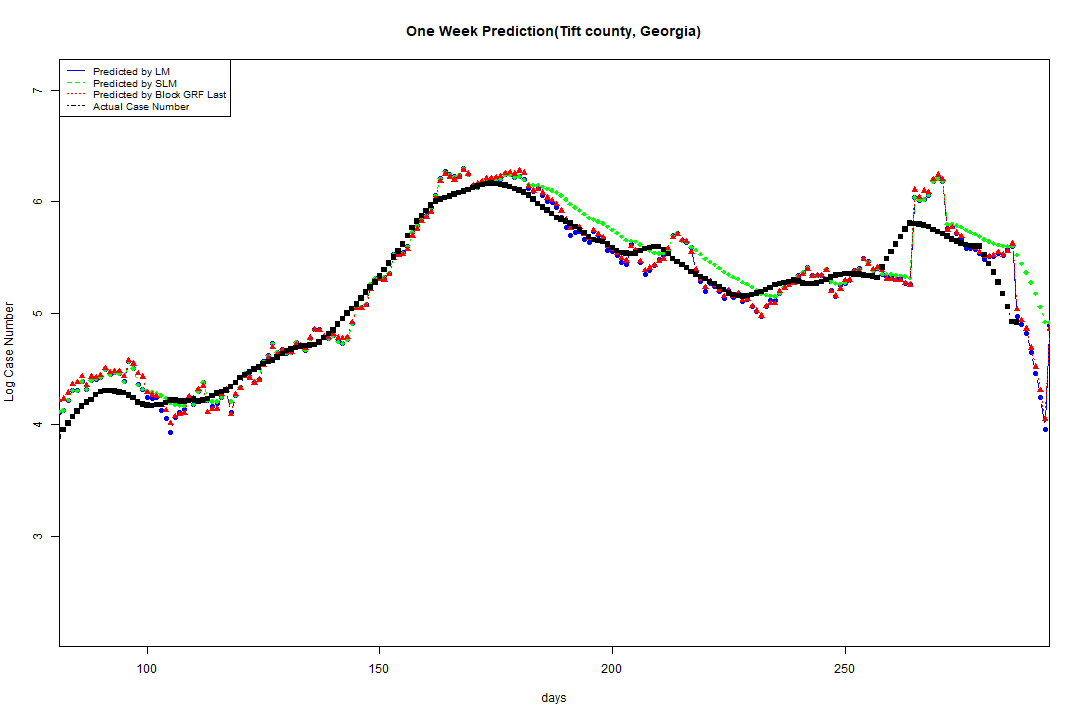 One Week Prediction(Tift county, Georgia)
Predicted by LM
Predicted by SLM
Predicted by Block GRF Last
Actual Case Number
7
6
5
4
3
Log Case Number
100 150 200 250
days